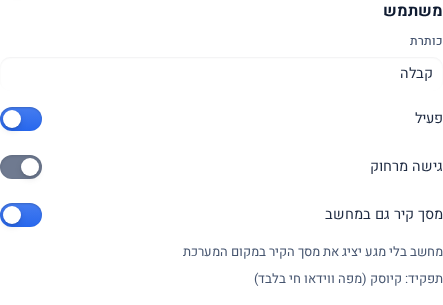 משתמש
כותרת
קבלה
פעיל
גישה מרחוק
מסך קיר גם במחשב
מחשב בלי מגע יציג את מסך הקיר במקום המערכת
תפקיד: קיוסק (מפה ווידאו חי בלבד)